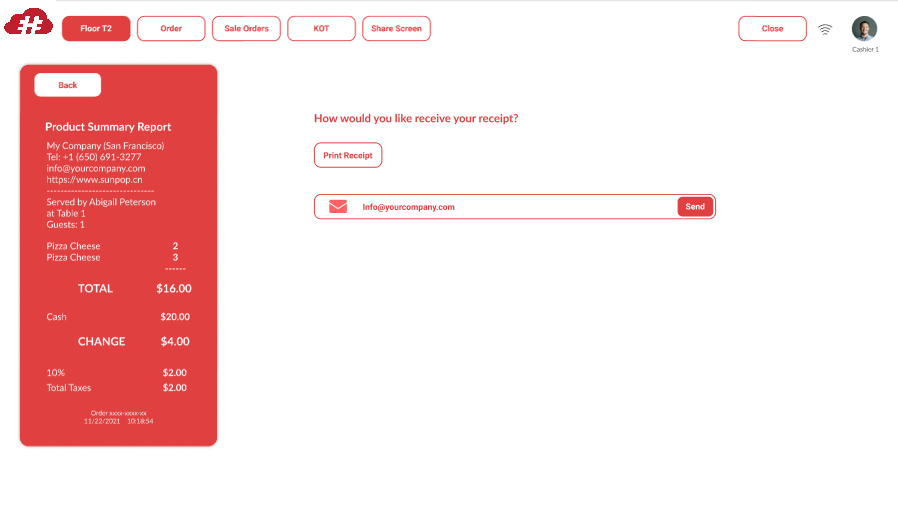 Floor T2
Order
Sale Orders
KOT
Share Screen
Close
Cashier 1
Back
Product Summary Report
My Company (San Francisco)
Tel: +1 (650) 691-3277
info@yourcompany.com
https://www.sunpop.cn
-------------------------------
Served by Abigail Peterson
at Table 1
Guests: 1
Pizza Cheese 2
Pizza Cheese 3
------
TOTAL $16.00
Cash $20.00
CHANGE $4.00
10% $2.00
Total Taxes $2.00
Order xxxx-xxxx-xx
11/22/2021 10:18:54
How would you like receive your receipt?
Print Receipt
Info@yourcompany.com
Send